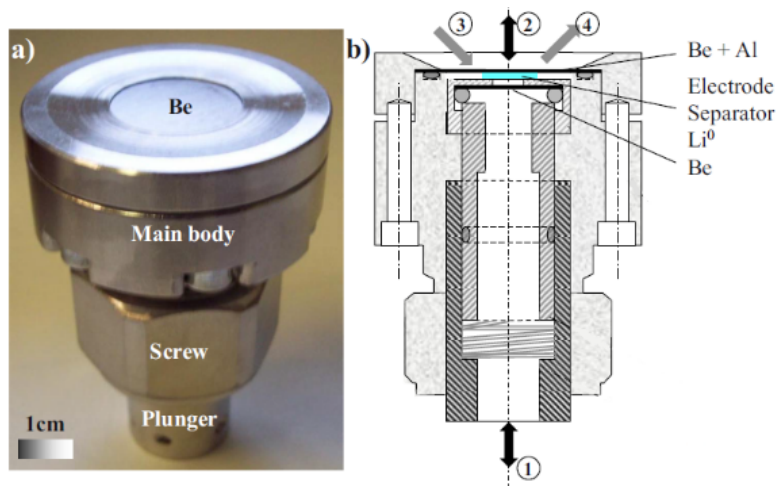 a)
Be
Main body
Screw
Plunger
1cm
b)
3
2
4
Be + Al
Electrode
Separator
Li⁰
Be
1